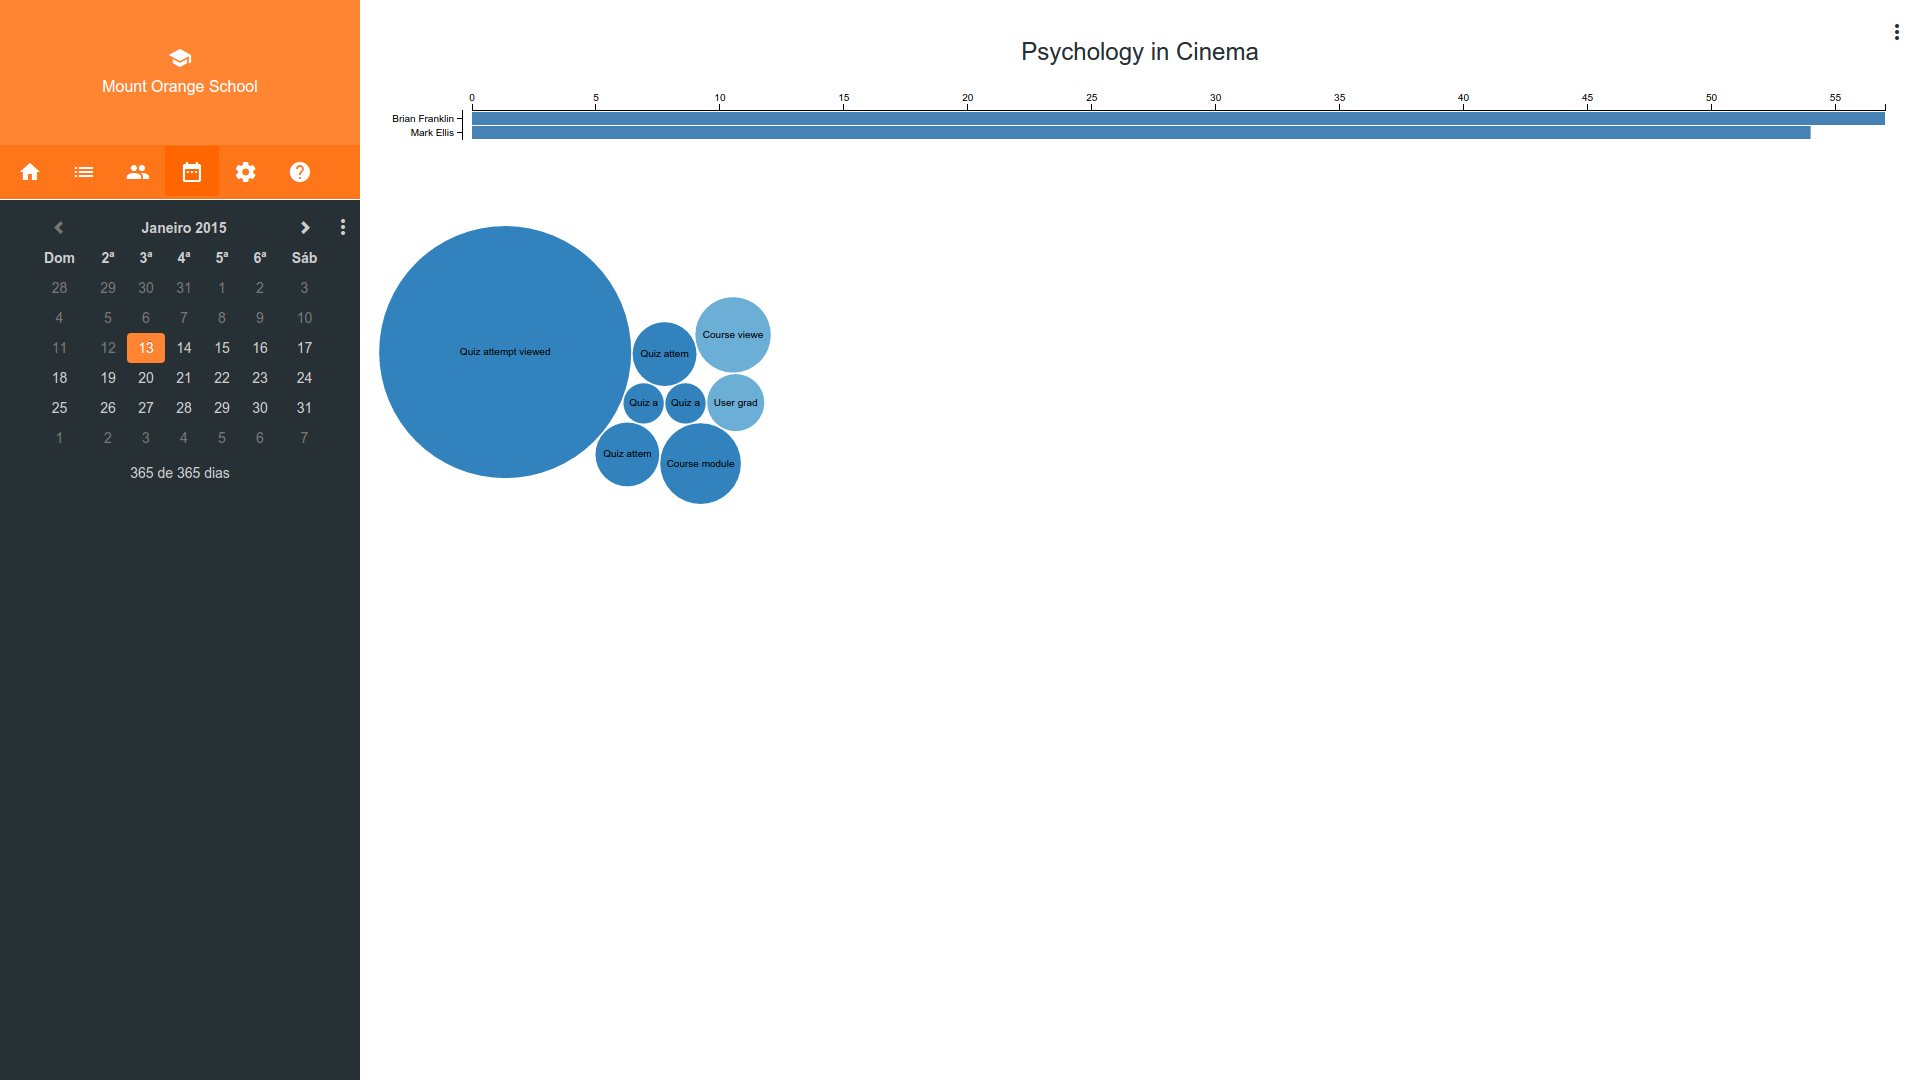 Mount Orange School
Janeiro 2015
Dom 2ª 3ª 4ª 5ª 6ª Sáb
28 29 30 31 1 2 3
4 5 6 7 8 9 10
11 12 13 14 15 16 17
18 19 20 21 22 23 24
25 26 27 28 29 30 31
1 2 3 4 5 6 7
365 de 365 dias
Psychology in Cinema
0 5 10 15 20 25 30 35 40 45 50 55
Brian Franklin
Mark Ellis
Quiz attempt viewed
Quiz attem
Course viewe
Quiz a
Quiz a
User grad
Quiz attem
Course module